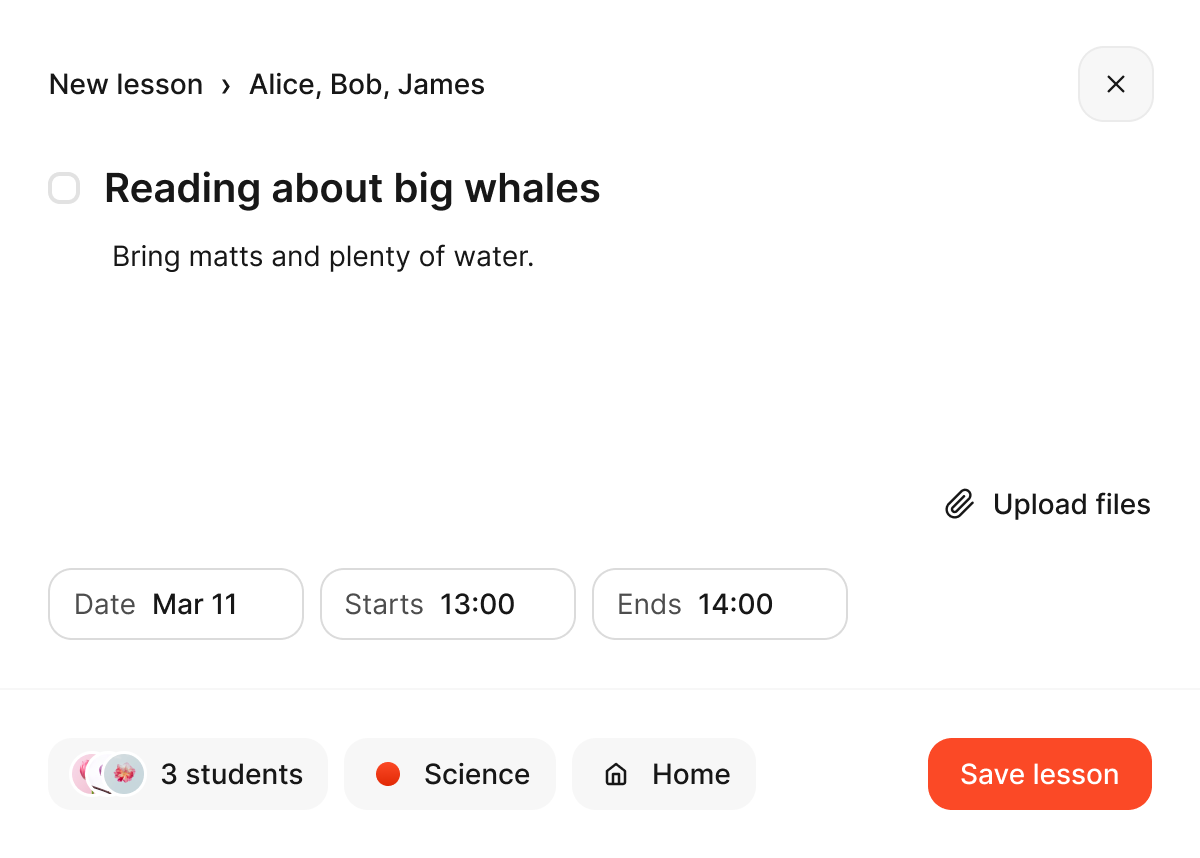 New lesson › Alice, Bob, James
Reading about big whales
Bring matts and plenty of water.
Upload files
Date Mar 11 Starts 13:00 Ends 14:00
3 students Science Home Save lesson